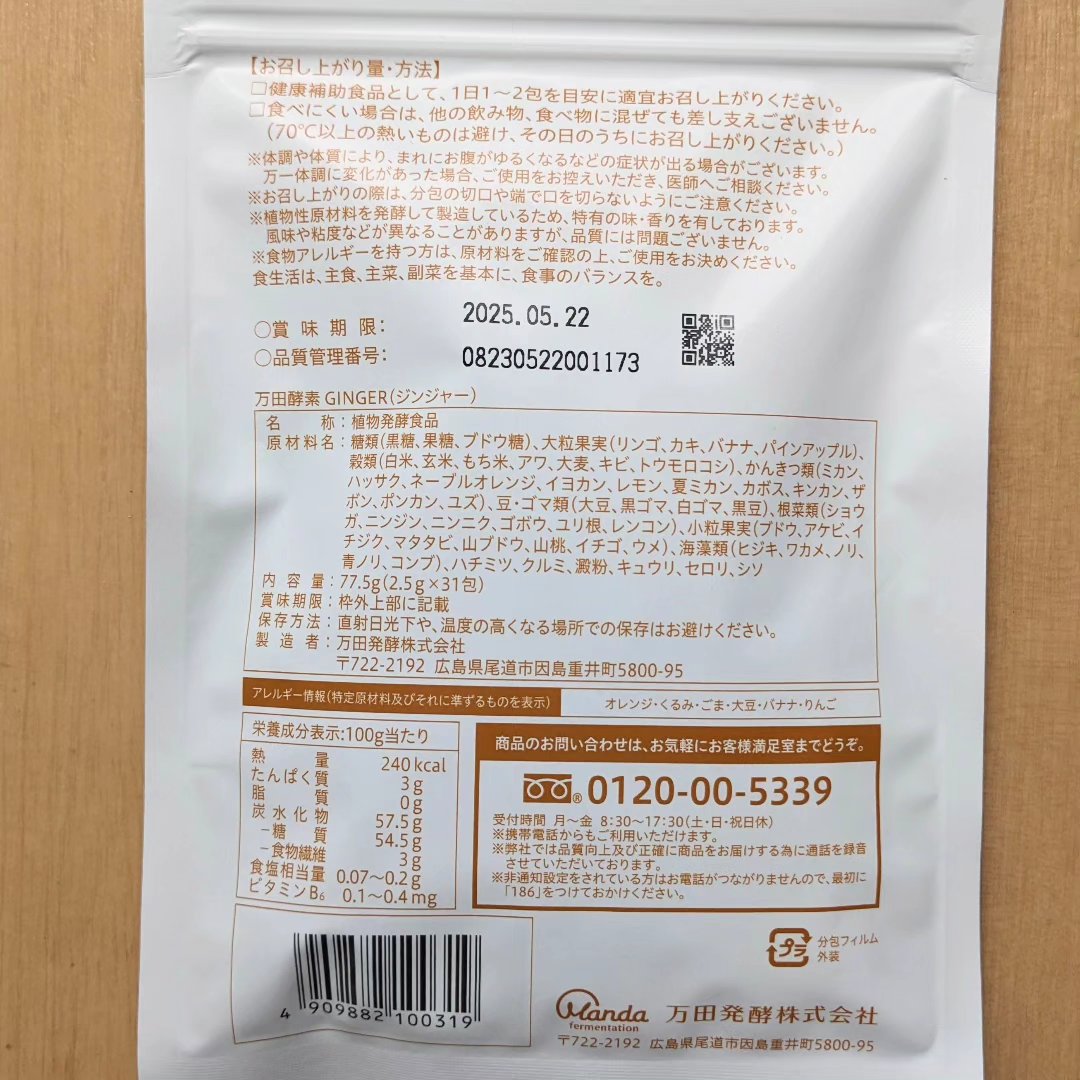 【お召し上がり量・方法】
□健康補助食品として、1日1～2包を目安に適宜お召し上がりください。
□食べにくい場合は、他の飲み物、食べ物に混ぜても差し支えございません。
(70℃以上の熱いものは避け、その日のうちにお召し上がりください。)
※体調や体質により、まれにお腹がゆるくなるなどの症状が出る場合がございます。
万一体調に変化があった場合、ご使用をお控えいただき、医師へご相談ください。
※お召し上がりの際は、分包の切口や端で口を切らないようにご注意ください。
※植物性原材料を発酵して製造しているため、特有の味・香りを有しております。
風味や粘度などが異なることがありますが、品質には問題ございません。
※食物アレルギーを持つ方は、原材料をご確認の上、ご使用をお決めください。
食生活は、主食、主菜、副菜を基本に、食事のバランスを。
○賞味期限: 2025.05.22
○品質管理番号: 08230522001173
万田酵素 GINGER(ジンジャー)
名称:植物発酵食品
原材料名:糖類(黒糖、果糖、ブドウ糖)、大粒果実(リンゴ、カキ、バナナ、パインアップル)、
穀類(白米、玄米、もち米、アワ、大麦、キビ、トウモロコシ)、かんきつ類(ミカン、
ハッサク、ネーブルオレンジ、イヨカン、レモン、夏ミカン、カボス、キンカン、ザ
ボン、ポンカン、ユズ)、豆・ゴマ類(大豆、黒ゴマ、白ゴマ、黒豆)、根菜類(ショウ
ガ、ニンジン、ニンニク、ゴボウ、ユリ根、レンコン)、小粒果実(ブドウ、アケビ、イ
チジク、マタタビ、山ブドウ、山桃、イチゴ、ウメ)、海藻類(ヒジキ、ワカメ、ノリ、
青ノリ、コンブ)、ハチミツ、クルミ、澱粉、キュウリ、セロリ、シソ
内容量:77.5g(2.5g×31包)
賞味期限:枠外上部に記載
保存方法:直射日光下や、温度の高くなる場所での保存はお避けください。
製造者:万田発酵株式会社
〒722-2192 広島県尾道市因島重井町5800-95
アレルギー情報(特定原材料及びそれに準ずるものを表示) オレンジ・くるみ・ごま・大豆・バナナ・りんご
栄養成分表示:100g当たり
熱量 240kcal
たんぱく質 3g
脂質 0g
炭水化物 57.5g
-糖質 54.5g
-食物繊維 3g
食塩相当量 0.07～0.2g
ビタミンB6 0.1～0.4mg
商品のお問い合わせは、お気軽にお客様満足室までどうぞ。
® 0120-00-5339
受付時間 月～金 8:30～17:30(土・日・祝日休)
※携帯電話からもご利用いただけます。
※弊社では品質向上及び正確に商品をお届けする為に通話を録音
させていただいております。
※非通知設定をされている方はお電話がつながりませんので、最初に
「186」をつけておかけください。
プラ
分包フィルム
外装
4 909882 100319
Manda
fermentation
万田発酵株式会社
〒722-2192 広島県尾道市因島重井町5800-95